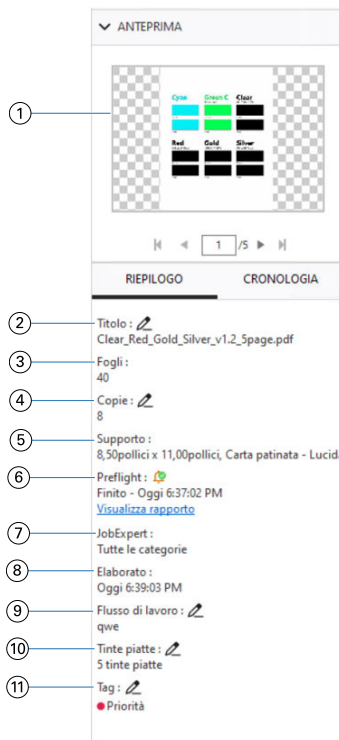 ANTEPRIMA
1
Cyan Green C Clear
Red Gold Silver
1 /5
RIEPILOGO CRONOLOGIA
2 Titolo :
Clear_Red_Gold_Silver_v1.2_5page.pdf
3 Fogli :
40
4 Copie :
8
5 Supporto :
8,50pollici x 11,00pollici, Carta patinata - Lucida
6 Preflight :
Finito - Oggi 6:37:02 PM
Visualizza rapporto
7 JobExpert :
Tutte le categorie
8 Elaborato :
Oggi 6:39:03 PM
9 Flusso di lavoro :
qwe
10 Tinte piatte :
5 tinte piatte
11 Tag :
Priorità